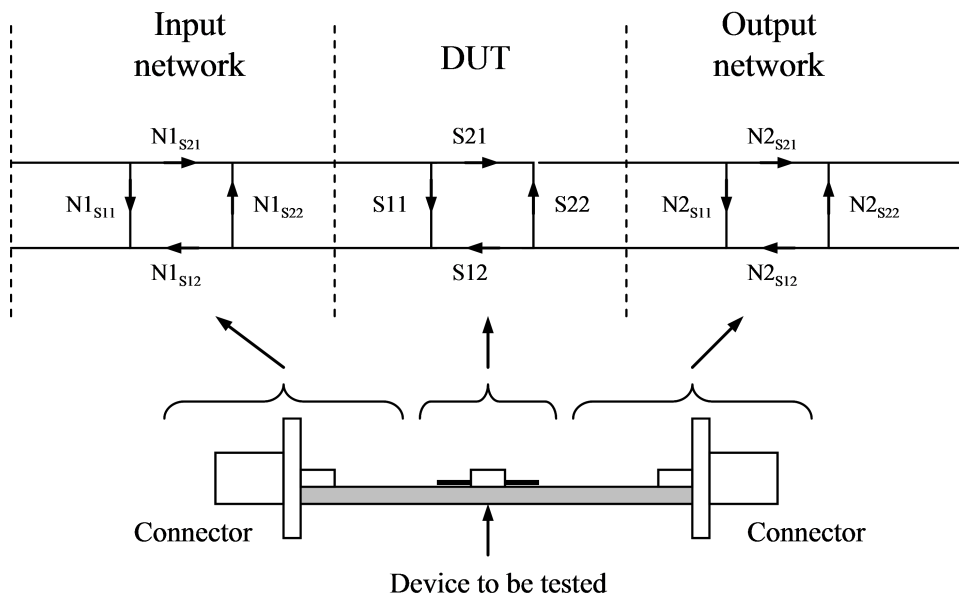 Input
network
DUT
Output
network
N1S21
S21
N2S21
N1S11
N1S22
S11
S22
N2S11
N2S22
N1S12
S12
N2S12
Connector
Connector
Device to be tested